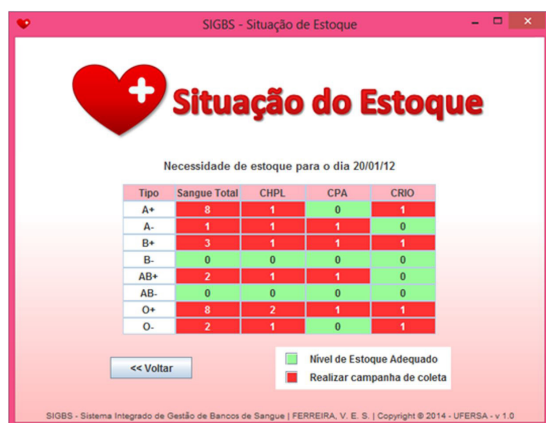 SIGBS - Situação de Estoque
Situação do Estoque
Necessidade de estoque para o dia 20/01/12
Tipo Sangue Total CHPL CPA CRIO
A+ 8 1 0 1
A- 1 1 1 0
B+ 3 1 1 1
B- 0 0 0 0
AB+ 2 1 1 0
AB- 0 0 0 0
O+ 8 2 1 1
O- 2 1 0 1
<< Voltar
Nível de Estoque Adequado
Realizar campanha de coleta
SIGBS - Sistema Integrado de Gestão de Bancos de Sangue | FERREIRA, V. E. S. | Copyright © 2014 - UFERSA - v 1.0